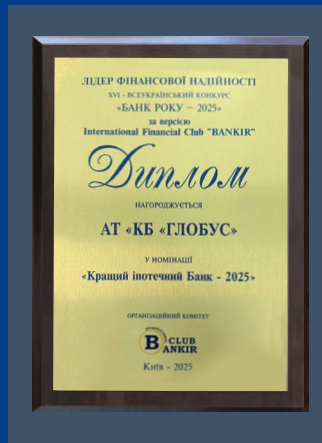 ЛІДЕР ФІНАНСОВОЇ НАДІЙНОСТІ
XVI - ВСЕУКРАЇНСЬКИЙ КОНКУРС
«БАНК РОКУ – 2025»
за версією
International Financial Club "BANKIR"
Диплом
НАГОРОДЖУЄТЬСЯ
АТ «КБ «ГЛОБУС»
У НОМІНАЦІЇ
«Кращий іпотечний Банк - 2025»
ОРГАНІЗАЦІЙНИЙ КОМІТЕТ
B CLUB
ANKIR
Київ - 2025